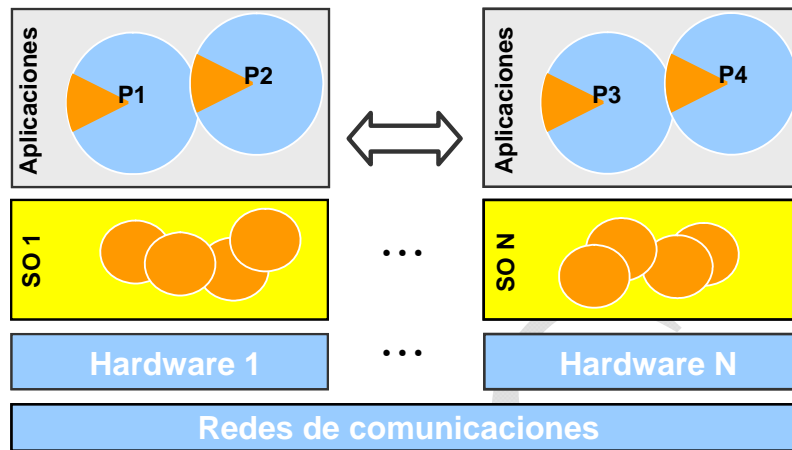 Aplicaciones
P1
P2
Aplicaciones
P3
P4
SO 1
...
SO N
Hardware 1
...
Hardware N
Redes de comunicaciones